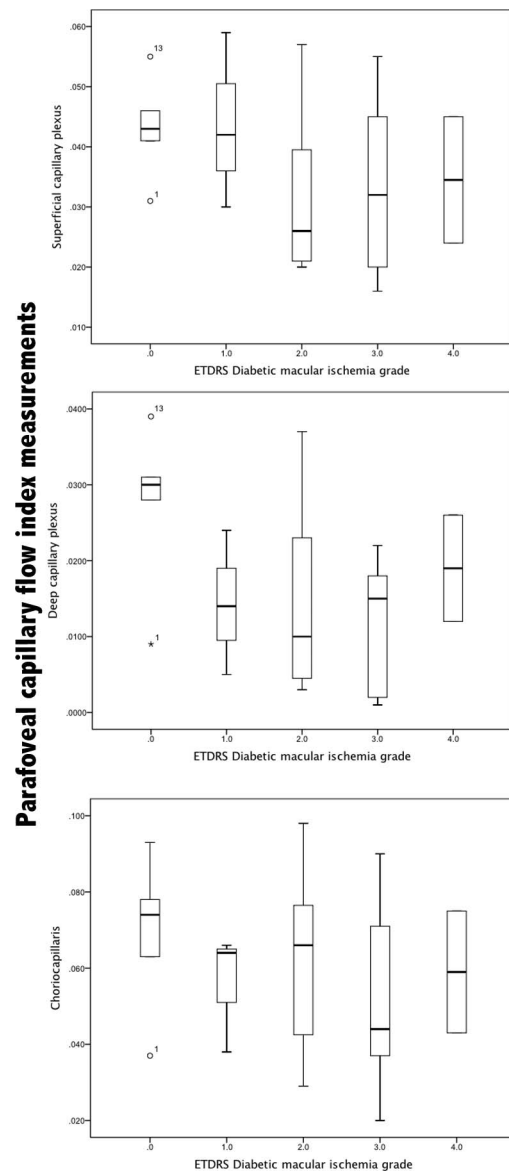 Parafoveal capillary flow index measurements
Superficial capillary plexus
.060
.050
.040
.030
.020
.010
13
1
.0 1.0 2.0 3.0 4.0
ETDRS Diabetic macular ischemia grade
Deep capillary plexus
.0400
.0300
.0200
.0100
.0000
13
1
.0 1.0 2.0 3.0 4.0
ETDRS Diabetic macular ischemia grade
Choriocapillaris
.100
.080
.060
.040
.020
1
.0 1.0 2.0 3.0 4.0
ETDRS Diabetic macular ischemia grade